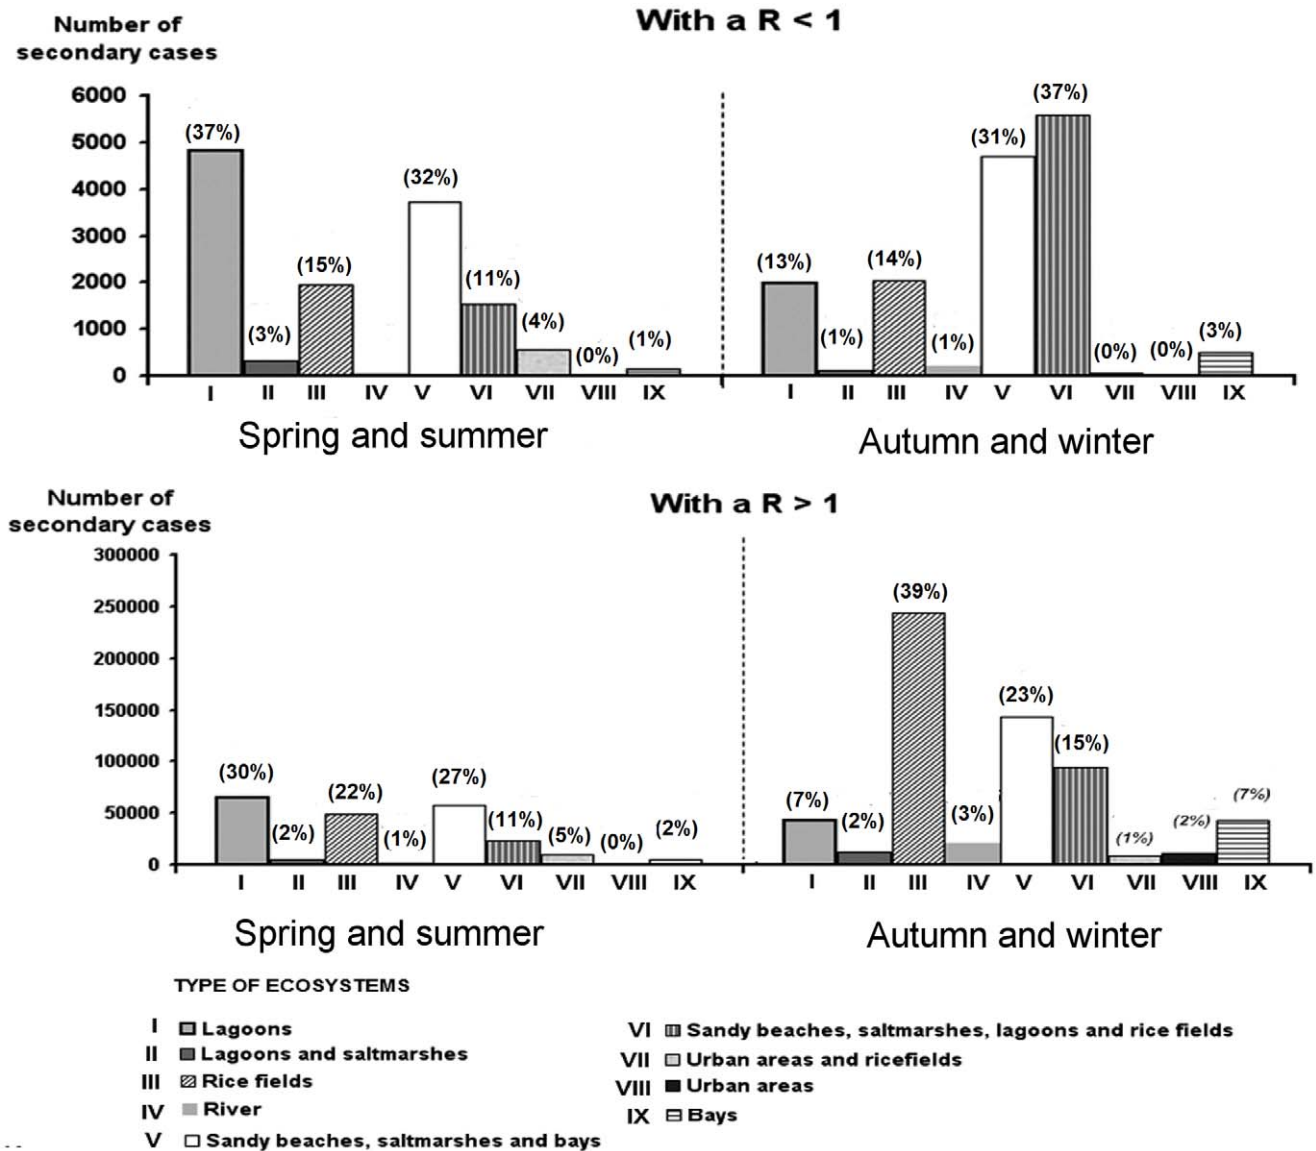 Number of
secondary cases
With a R < 1
6000
5000
4000
3000
2000
1000
0
(37%)
(3%)
(15%)
(32%)
(11%)
(4%)
(0%)
(1%)
(13%)
(1%)
(14%)
(1%)
(31%)
(37%)
(0%)
(0%)
(3%)
I II III IV V VI VII VIII IX
I II III IV V VI VII VIII IX
Spring and summer
Autumn and winter
Number of
secondary cases
With a R > 1
300000
250000
200000
150000
100000
50000
0
(30%)
(2%)
(22%)
(1%)
(27%)
(11%)
(5%)
(0%)
(2%)
(7%)
(2%)
(39%)
(3%)
(23%)
(15%)
(1%)
(2%)
(7%)
I II III IV V VI VII VIII IX
I II III IV V VI VII VIII IX
Spring and summer
Autumn and winter
TYPE OF ECOSYSTEMS
I Lagoons
II Lagoons and saltmarshes
III Rice fields
IV River
V Sandy beaches, saltmarshes and bays
VI Sandy beaches, saltmarshes, lagoons and rice fields
VII Urban areas and ricefields
VIII Urban areas
IX Bays